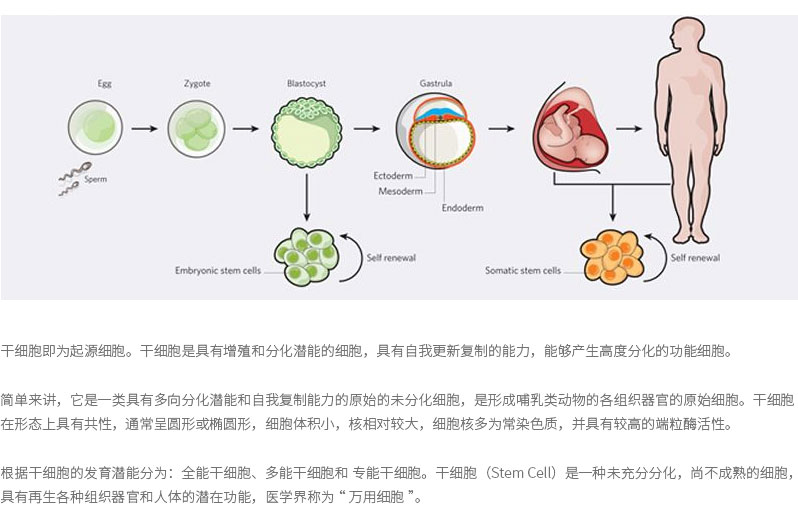 Egg
Zygote
Blastocyst
Gastrula
Sperm
Ectoderm
Mesoderm
Endoderm
Embryonic stem cells
Self renewal
Somatic stem cells
Self renewal
干细胞即为起源细胞。干细胞是具有增殖和分化潜能的细胞，具有自我更新复制的能力，能够产生高度分化的功能细胞。
简单来讲，它是一类具有多向分化潜能和自我复制能力的原始的未分化细胞，是形成哺乳类动物的各组织器官的原始细胞。干细胞
在形态上具有共性，通常呈圆形或椭圆形，细胞体积小，核相对较大，细胞核多为常染色质，并具有较高的端粒酶活性。
根据干细胞的发育潜能分为：全能干细胞、多能干细胞和 专能干细胞。干细胞（Stem Cell）是一种未充分分化，尚不成熟的细胞，
具有再生各种组织器官和人体的潜在功能，医学界称为 “ 万用细胞 ”。